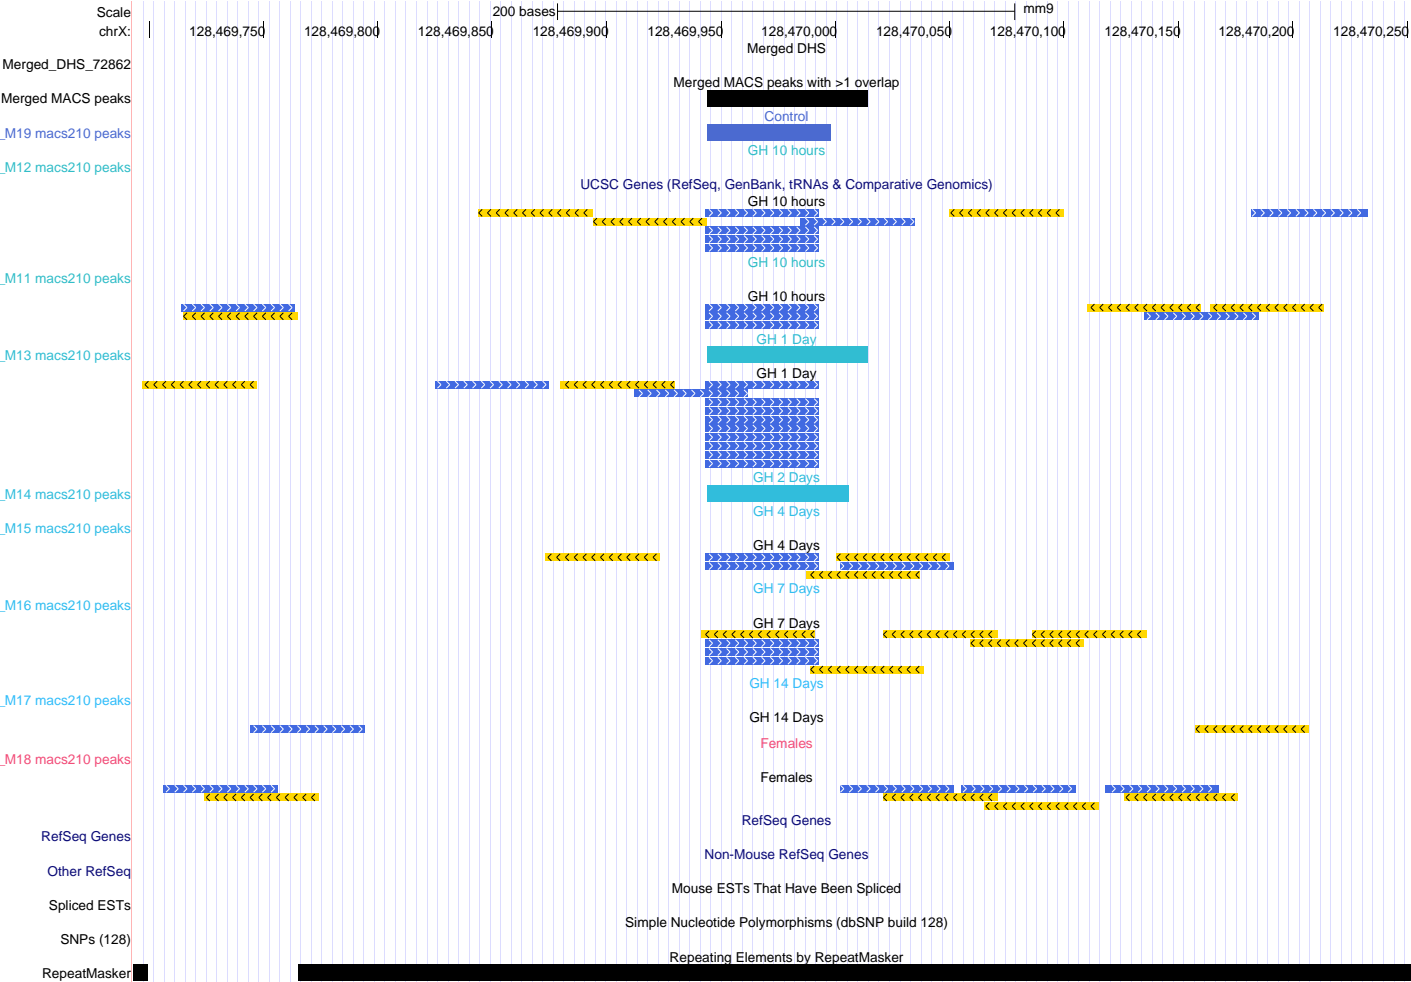 Scale 200 bases mm9
chrX: 128,469,750 128,469,800 128,469,850 128,469,900 128,469,950 128,470,000 128,470,050 128,470,100 128,470,150 128,470,200 128,470,250
Merged DHS
Merged_DHS_72862
Merged MACS peaks with >1 overlap
Merged MACS peaks
Control
_M19 macs210 peaks
GH 10 hours
_M12 macs210 peaks
UCSC Genes (RefSeq, GenBank, tRNAs & Comparative Genomics)
GH 10 hours
GH 10 hours
_M11 macs210 peaks
GH 10 hours
GH 1 Day
_M13 macs210 peaks
GH 1 Day
GH 2 Days
_M14 macs210 peaks
GH 4 Days
_M15 macs210 peaks
GH 4 Days
GH 7 Days
_M16 macs210 peaks
GH 7 Days
GH 14 Days
_M17 macs210 peaks
GH 14 Days
Females
_M18 macs210 peaks
Females
RefSeq Genes
RefSeq Genes
Non-Mouse RefSeq Genes
Other RefSeq
Mouse ESTs That Have Been Spliced
Spliced ESTs
Simple Nucleotide Polymorphisms (dbSNP build 128)
SNPs (128)
Repeating Elements by RepeatMasker
RepeatMasker